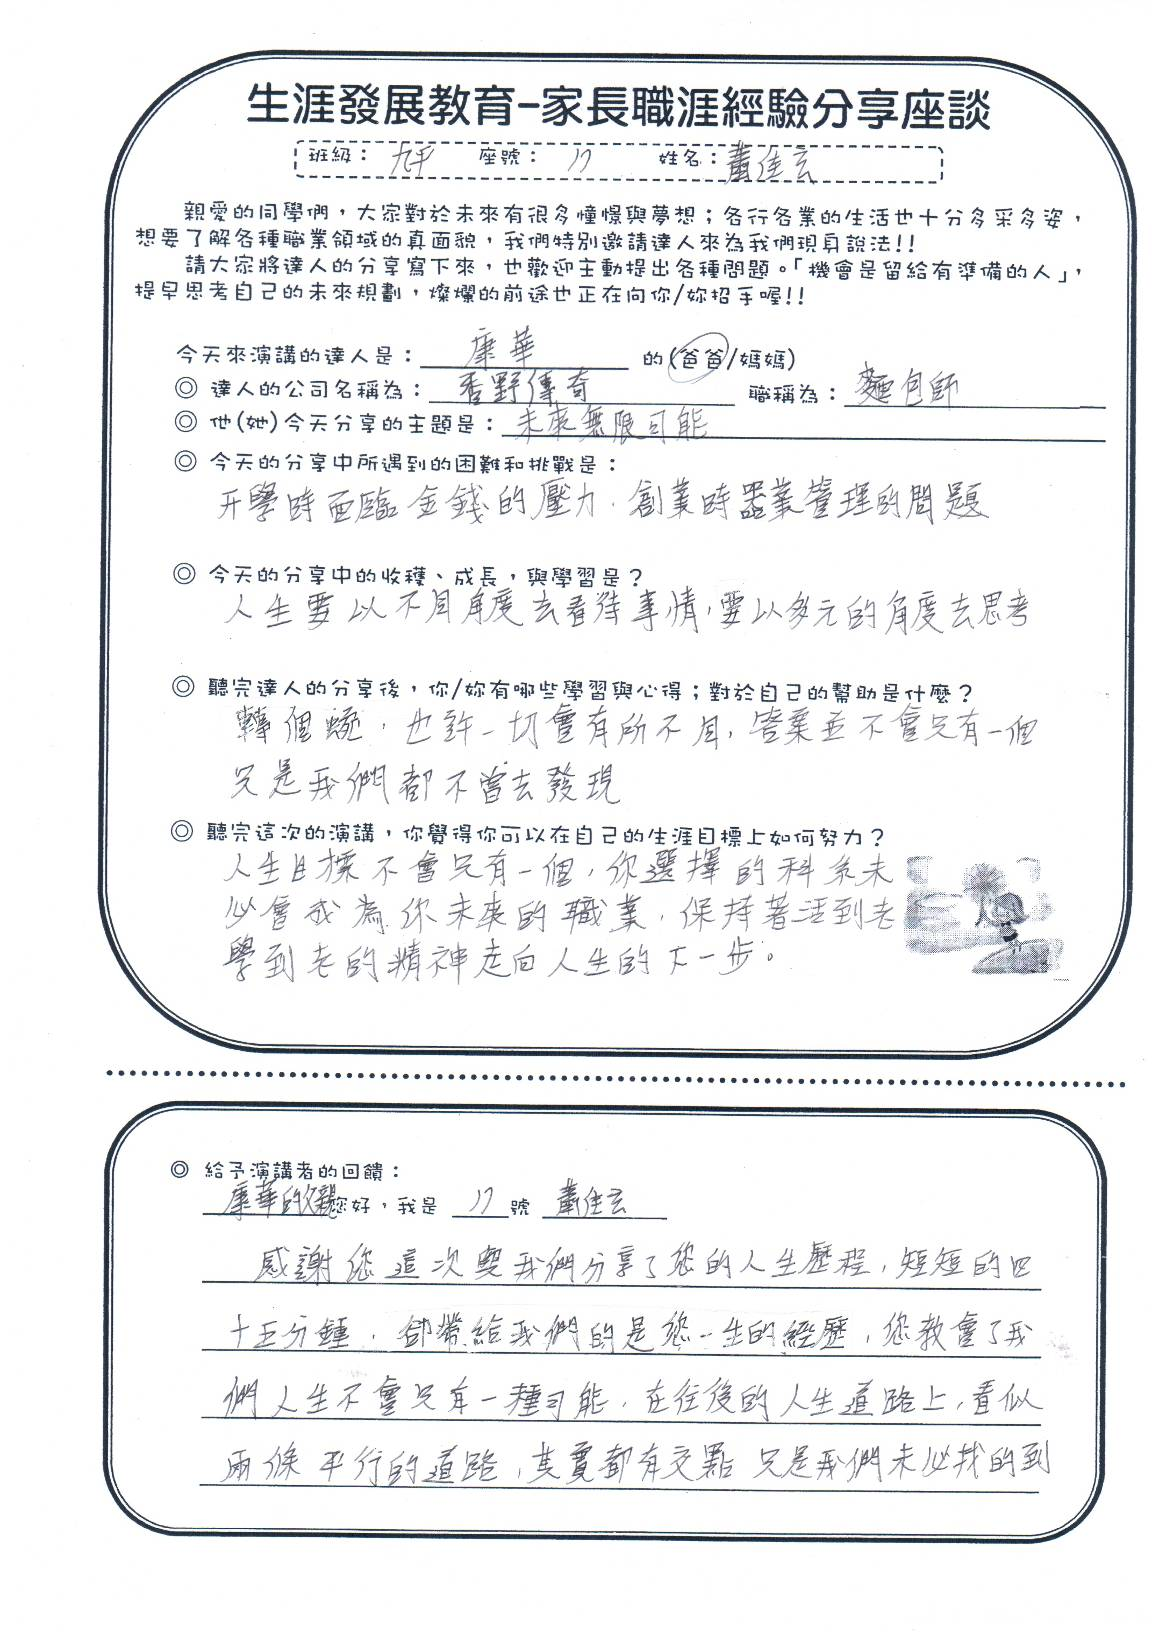 生涯發展教育-家長職涯經驗分享座談
班級： 九平 座號： 17 姓名：蕭佳玄
親愛的同學們，大家對於未來有很多憧憬與夢想；各行各業的生活也十分多采多姿，
想要了解各種職業領域的真面貌，我們特別邀請達人來為我們現身說法!!
請大家將達人的分享寫下來，也歡迎主動提出各種問題。「機會是留給有準備的人」，
提早思考自己的未來規劃，燦爛的前途也正在向你/妳招手喔!!
今天來演講的達人是： 康華 的(爸爸/媽媽)
◎ 達人的公司名稱為： 香野傳奇 職稱為： 麵包師
◎ 他(她)今天分享的主題是： 未來無限可能
◎ 今天的分享中所遇到的困難和挑戰是：
升學時面臨金錢的壓力，創業時器業管理的問題
◎ 今天的分享中的收穫、成長，與學習是？
人生要以不同角度去看待事情，要以多元的角度去思考
◎ 聽完達人的分享後，你/妳有哪些學習與心得；對於自己的幫助是什麼？
轉個彎，也許一切會有所不同，答案並不會只有一個
只是我們都不曾去發現
◎ 聽完這次的演講，你覺得你可以在自己的生涯目標上如何努力？
人生目標不會只有一個，你選擇的科系未
必會成為你未來的職業，保持著活到老
學到老的精神走向人生的下一步。
◎ 給予演講者的回饋：
康華的父親您好，我是 17 號 蕭佳玄
感謝您這次與我們分享了您的人生歷程，短短的四
十五分鐘，卻帶給我們的是您一生的經歷，您教會了我
們人生不會只有一種可能，在往後的人生道路上，看似
兩條平行的道路，其實都有交點 只是我們未必找的到